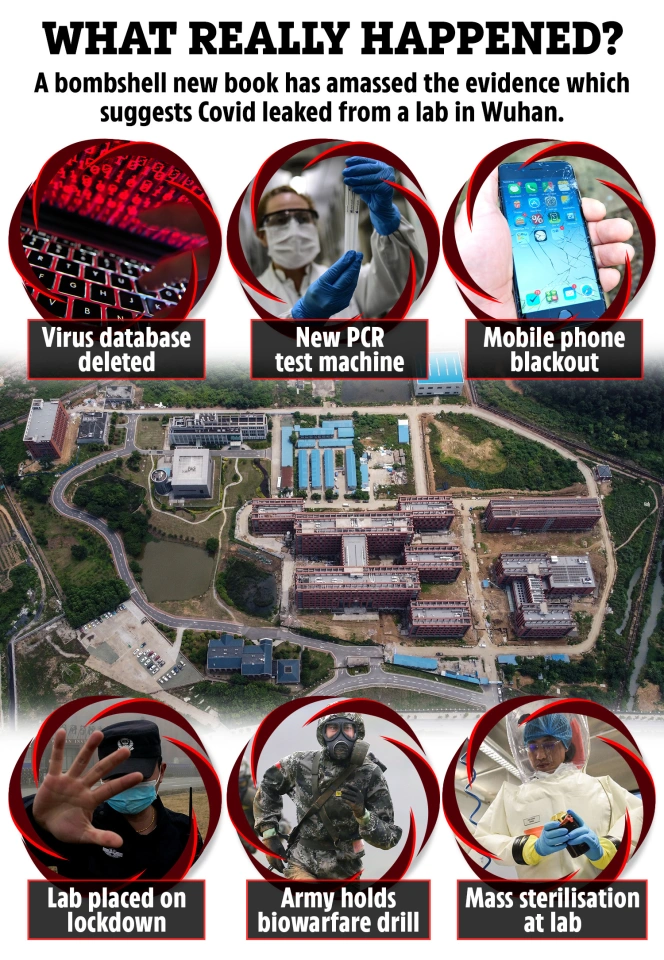 WHAT REALLY HAPPENED?
A bombshell new book has amassed the evidence which
suggests Covid leaked from a lab in Wuhan.
Virus database
deleted
New PCR
test machine
Mobile phone
blackout
Lab placed on
lockdown
Army holds
biowarfare drill
Mass sterilisation
at lab